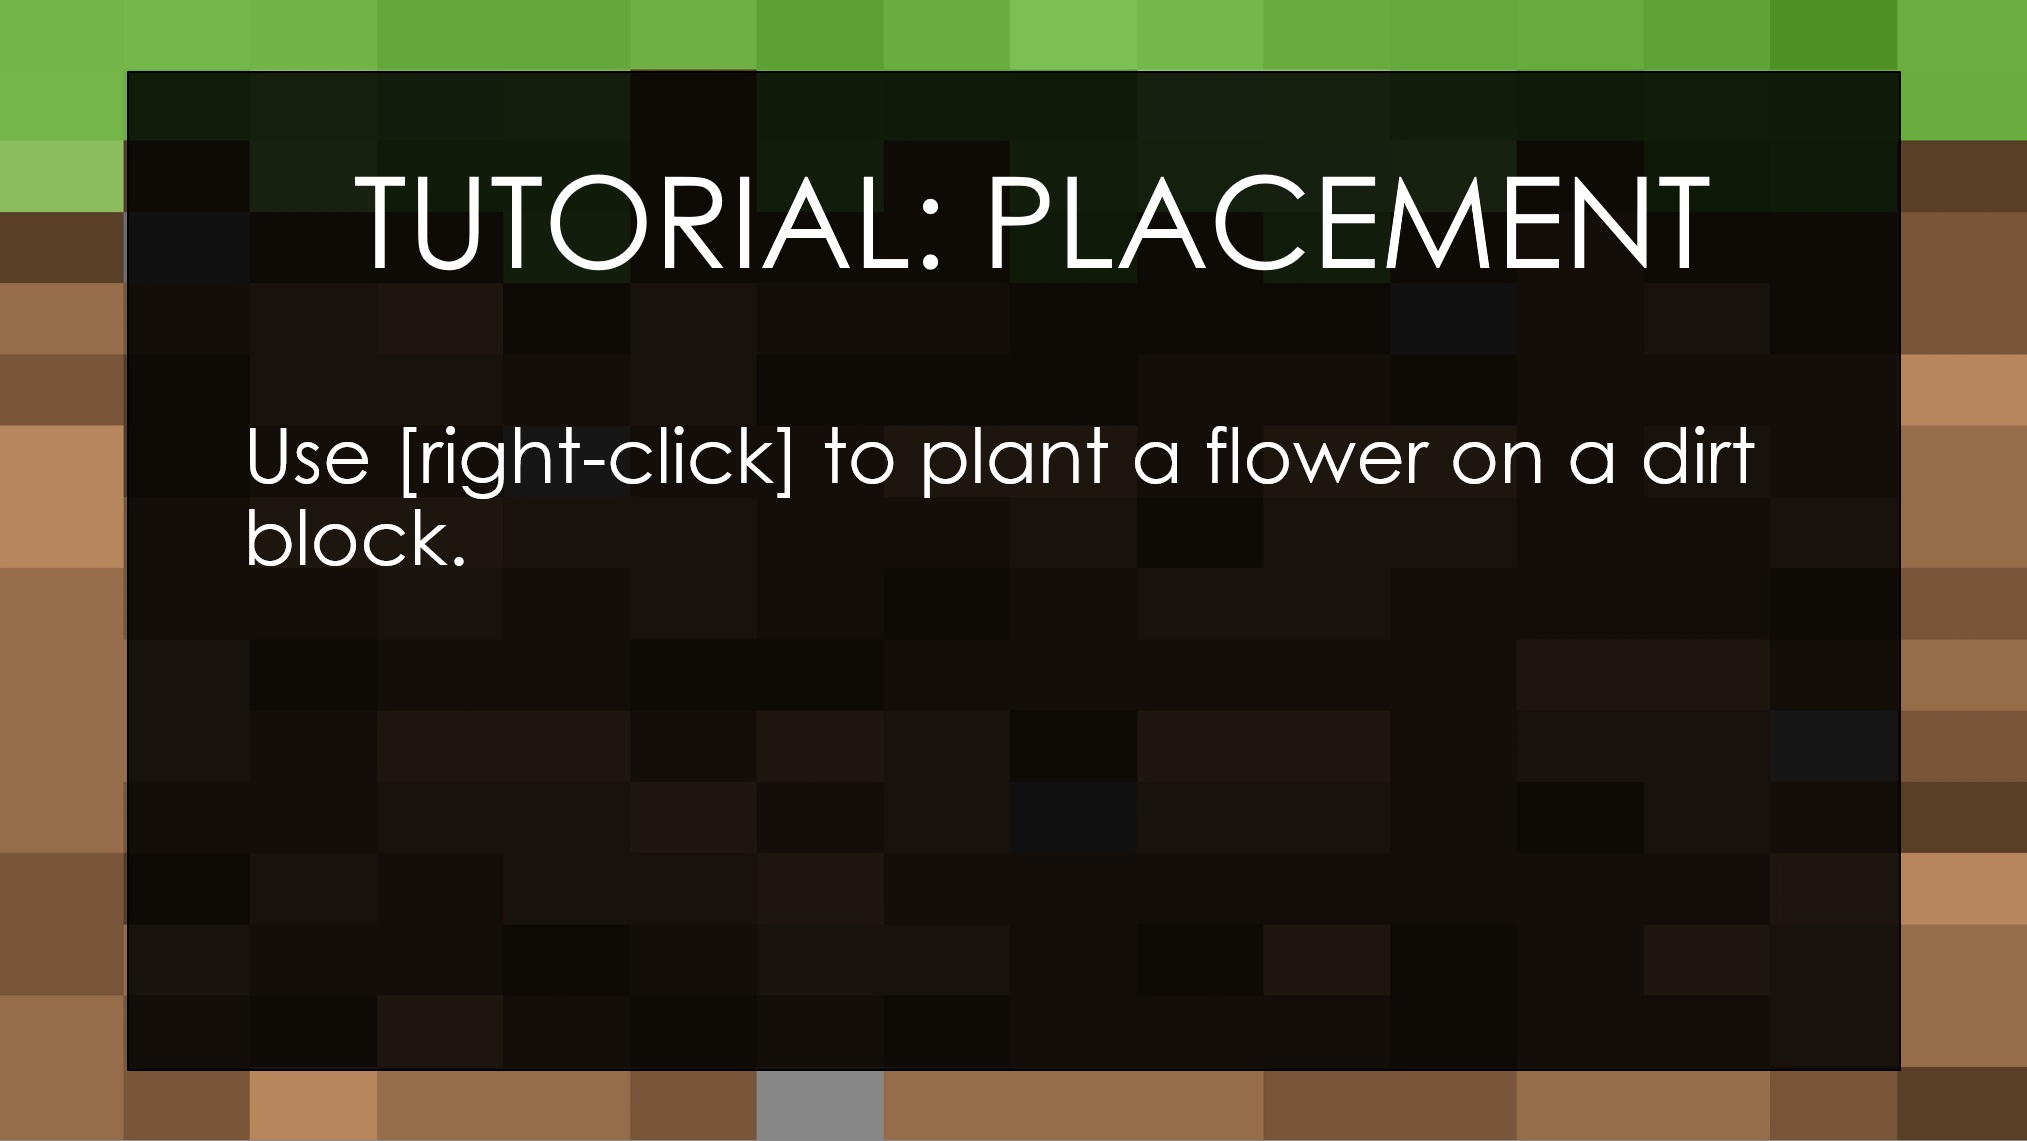 TUTORIAL: PLACEMENT
Use [right-click] to plant a flower on a dirt
block.